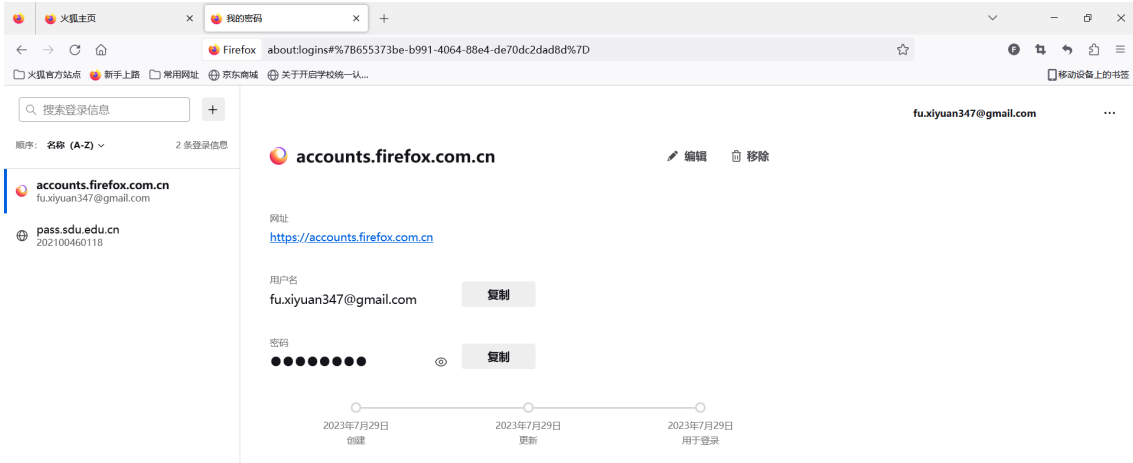 火狐主页
我的密码
Firefox about:logins#%7B655373be-b991-4064-88e4-de70dc2dad8d%7D
火狐官方站点 新手上路 常用网址 京东商城 关于开启学校统一认... 移动设备上的书签
搜索登录信息
fu.xiyuan347@gmail.com
顺序: 名称 (A-Z) 2 条登录信息
accounts.firefox.com.cn
fu.xiyuan347@gmail.com
pass.sdu.edu.cn
202100460118
accounts.firefox.com.cn 编辑 移除
网址
https://accounts.firefox.com.cn
用户名
fu.xiyuan347@gmail.com 复制
密码
●●●●●●●● 复制
2023年7月29日 2023年7月29日 2023年7月29日
创建 更新 用于登录